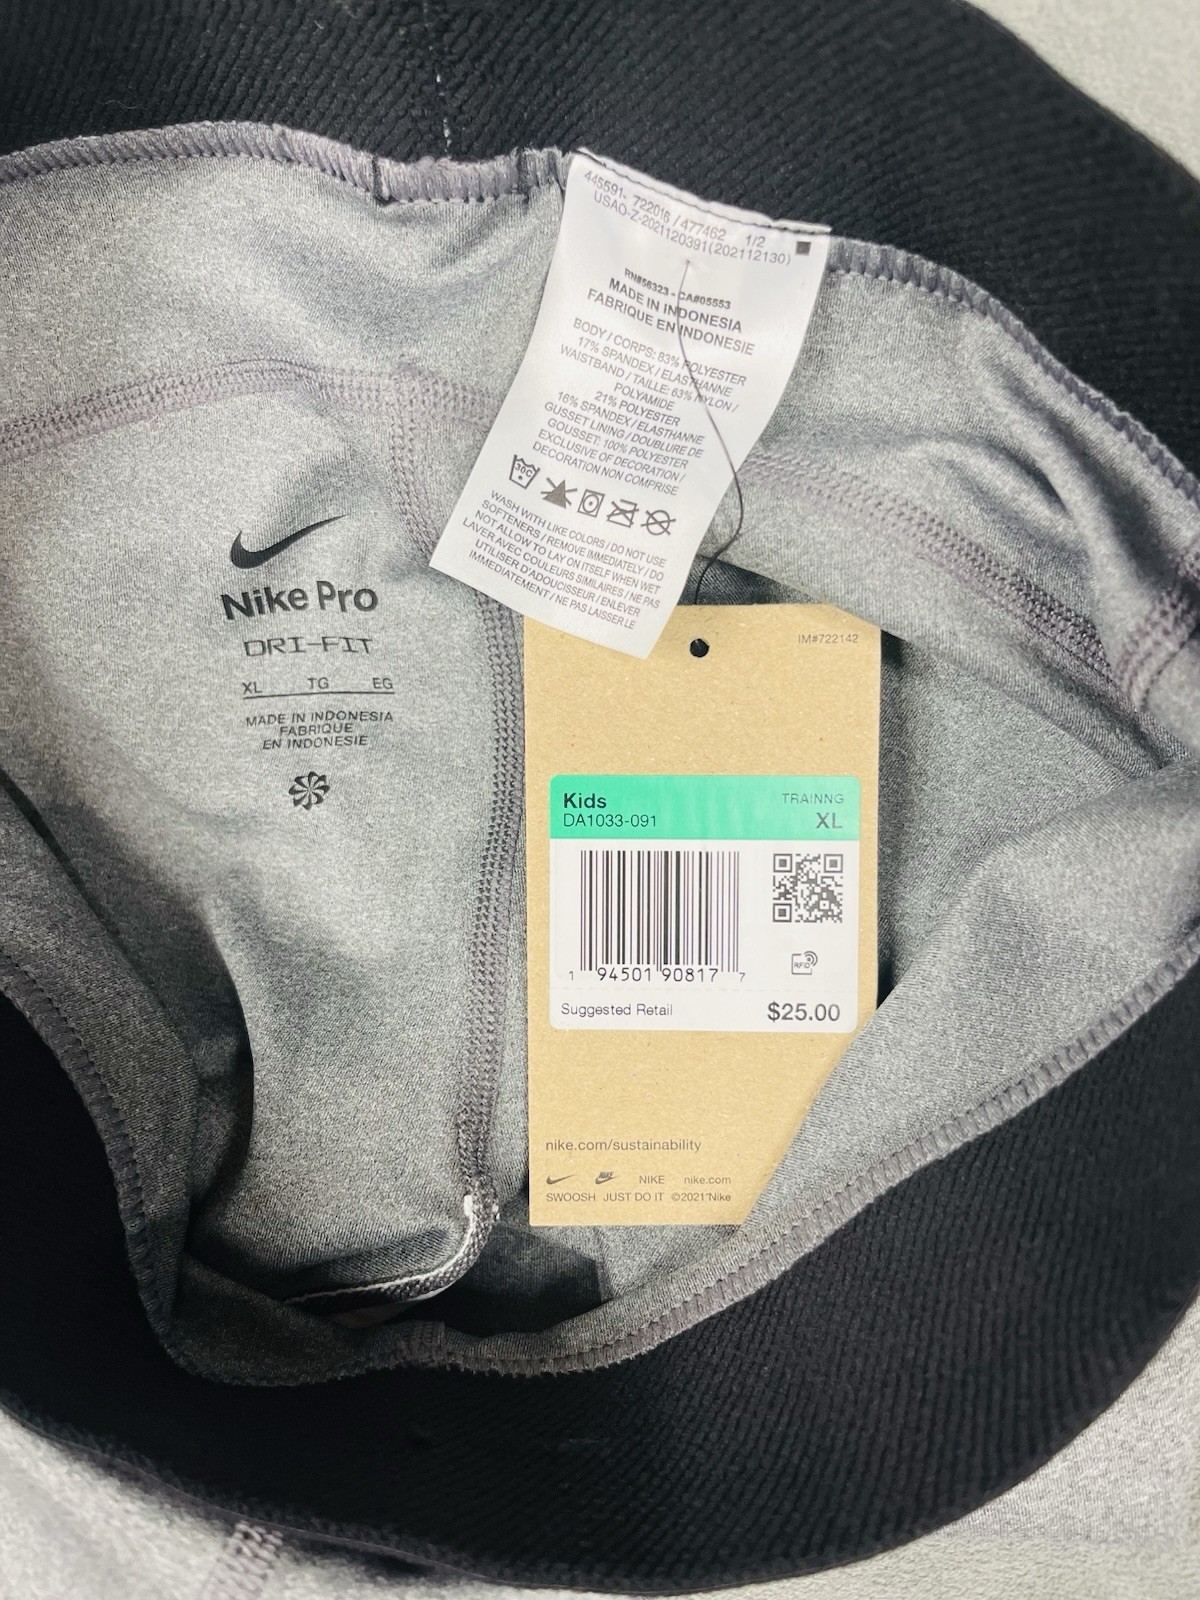 445591- 722016 / 477462 1/2
USAO-Z-2021120391(202112130)
RN#56323 - CA#05553
MADE IN INDONESIA
FABRIQUE EN INDONESIE
BODY / CORPS: 83% POLYESTER
17% SPANDEX / ELASTHANNE
WAISTBAND / TAILLE: 63% NYLON /
POLYAMIDE
21% POLYESTER
16% SPANDEX / ELASTHANNE
GUSSET LINING / DOUBLURE DE
GOUSSET: 100% POLYESTER
EXCLUSIVE OF DECORATION /
DECORATION NON COMPRISE
30C
WASH WITH LIKE COLORS / DO NOT USE
SOFTENERS / REMOVE IMMEDIATELY / DO
NOT ALLOW TO LAY ON ITSELF WHEN WET
LAVER AVEC COULEURS SIMILAIRES / NE PAS
UTILISER D'ADOUCISSEUR / ENLEVER
IMMEDIATEMENT / NE PAS LAISSER LE
Nike Pro
DRI-FIT
XL TG EG
MADE IN INDONESIA
FABRIQUE
EN INDONESIE
IM#722142
Kids TRAINNG
DA1033-091 XL
1 94501 90817 7
RFID
Suggested Retail $25.00
nike.com/sustainability
NIKE nike.com
SWOOSH JUST DO IT ©2021 Nike